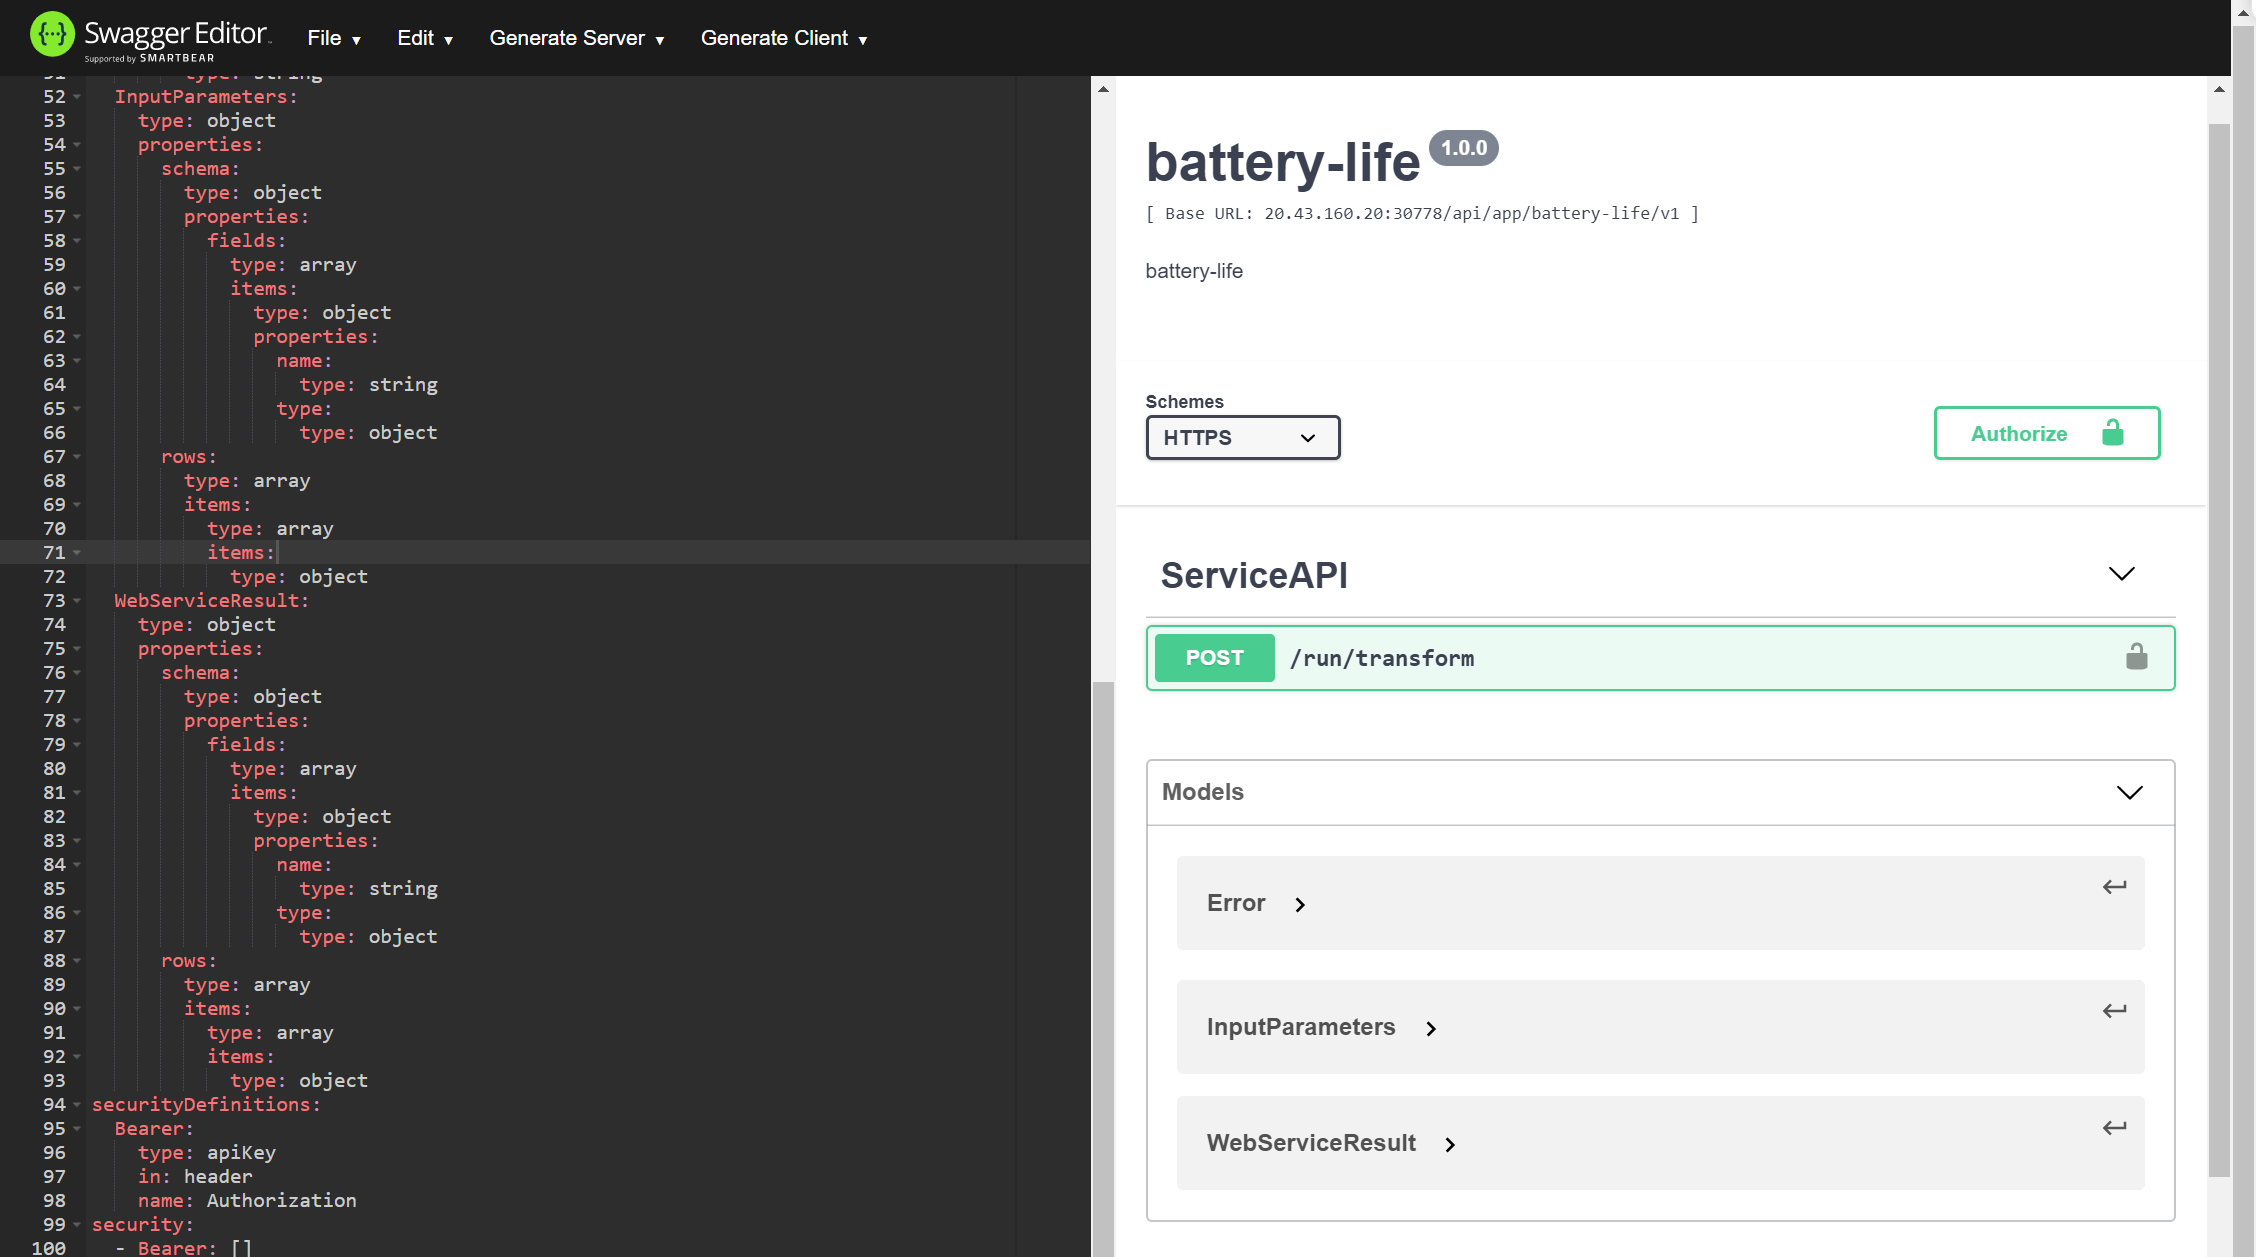 Swagger Editor
Supported by SMARTBEAR
File ▼
Edit ▼
Generate Server ▼
Generate Client ▼
51 type: string
52 InputParameters:
53 type: object
54 properties:
55 schema:
56 type: object
57 properties:
58 fields:
59 type: array
60 items:
61 type: object
62 properties:
63 name:
64 type: string
65 type:
66 type: object
67 rows:
68 type: array
69 items:
70 type: array
71 items:
72 type: object
73 WebServiceResult:
74 type: object
75 properties:
76 schema:
77 type: object
78 properties:
79 fields:
80 type: array
81 items:
82 type: object
83 properties:
84 name:
85 type: string
86 type:
87 type: object
88 rows:
89 type: array
90 items:
91 type: array
92 items:
93 type: object
94 securityDefinitions:
95 Bearer:
96 type: apiKey
97 in: header
98 name: Authorization
99 security:
100 - Bearer: []
battery-life 1.0.0
[ Base URL: 20.43.160.20:30778/api/app/battery-life/v1 ]
battery-life
Schemes
HTTPS
Authorize
ServiceAPI
POST /run/transform
Models
Error
InputParameters
WebServiceResult